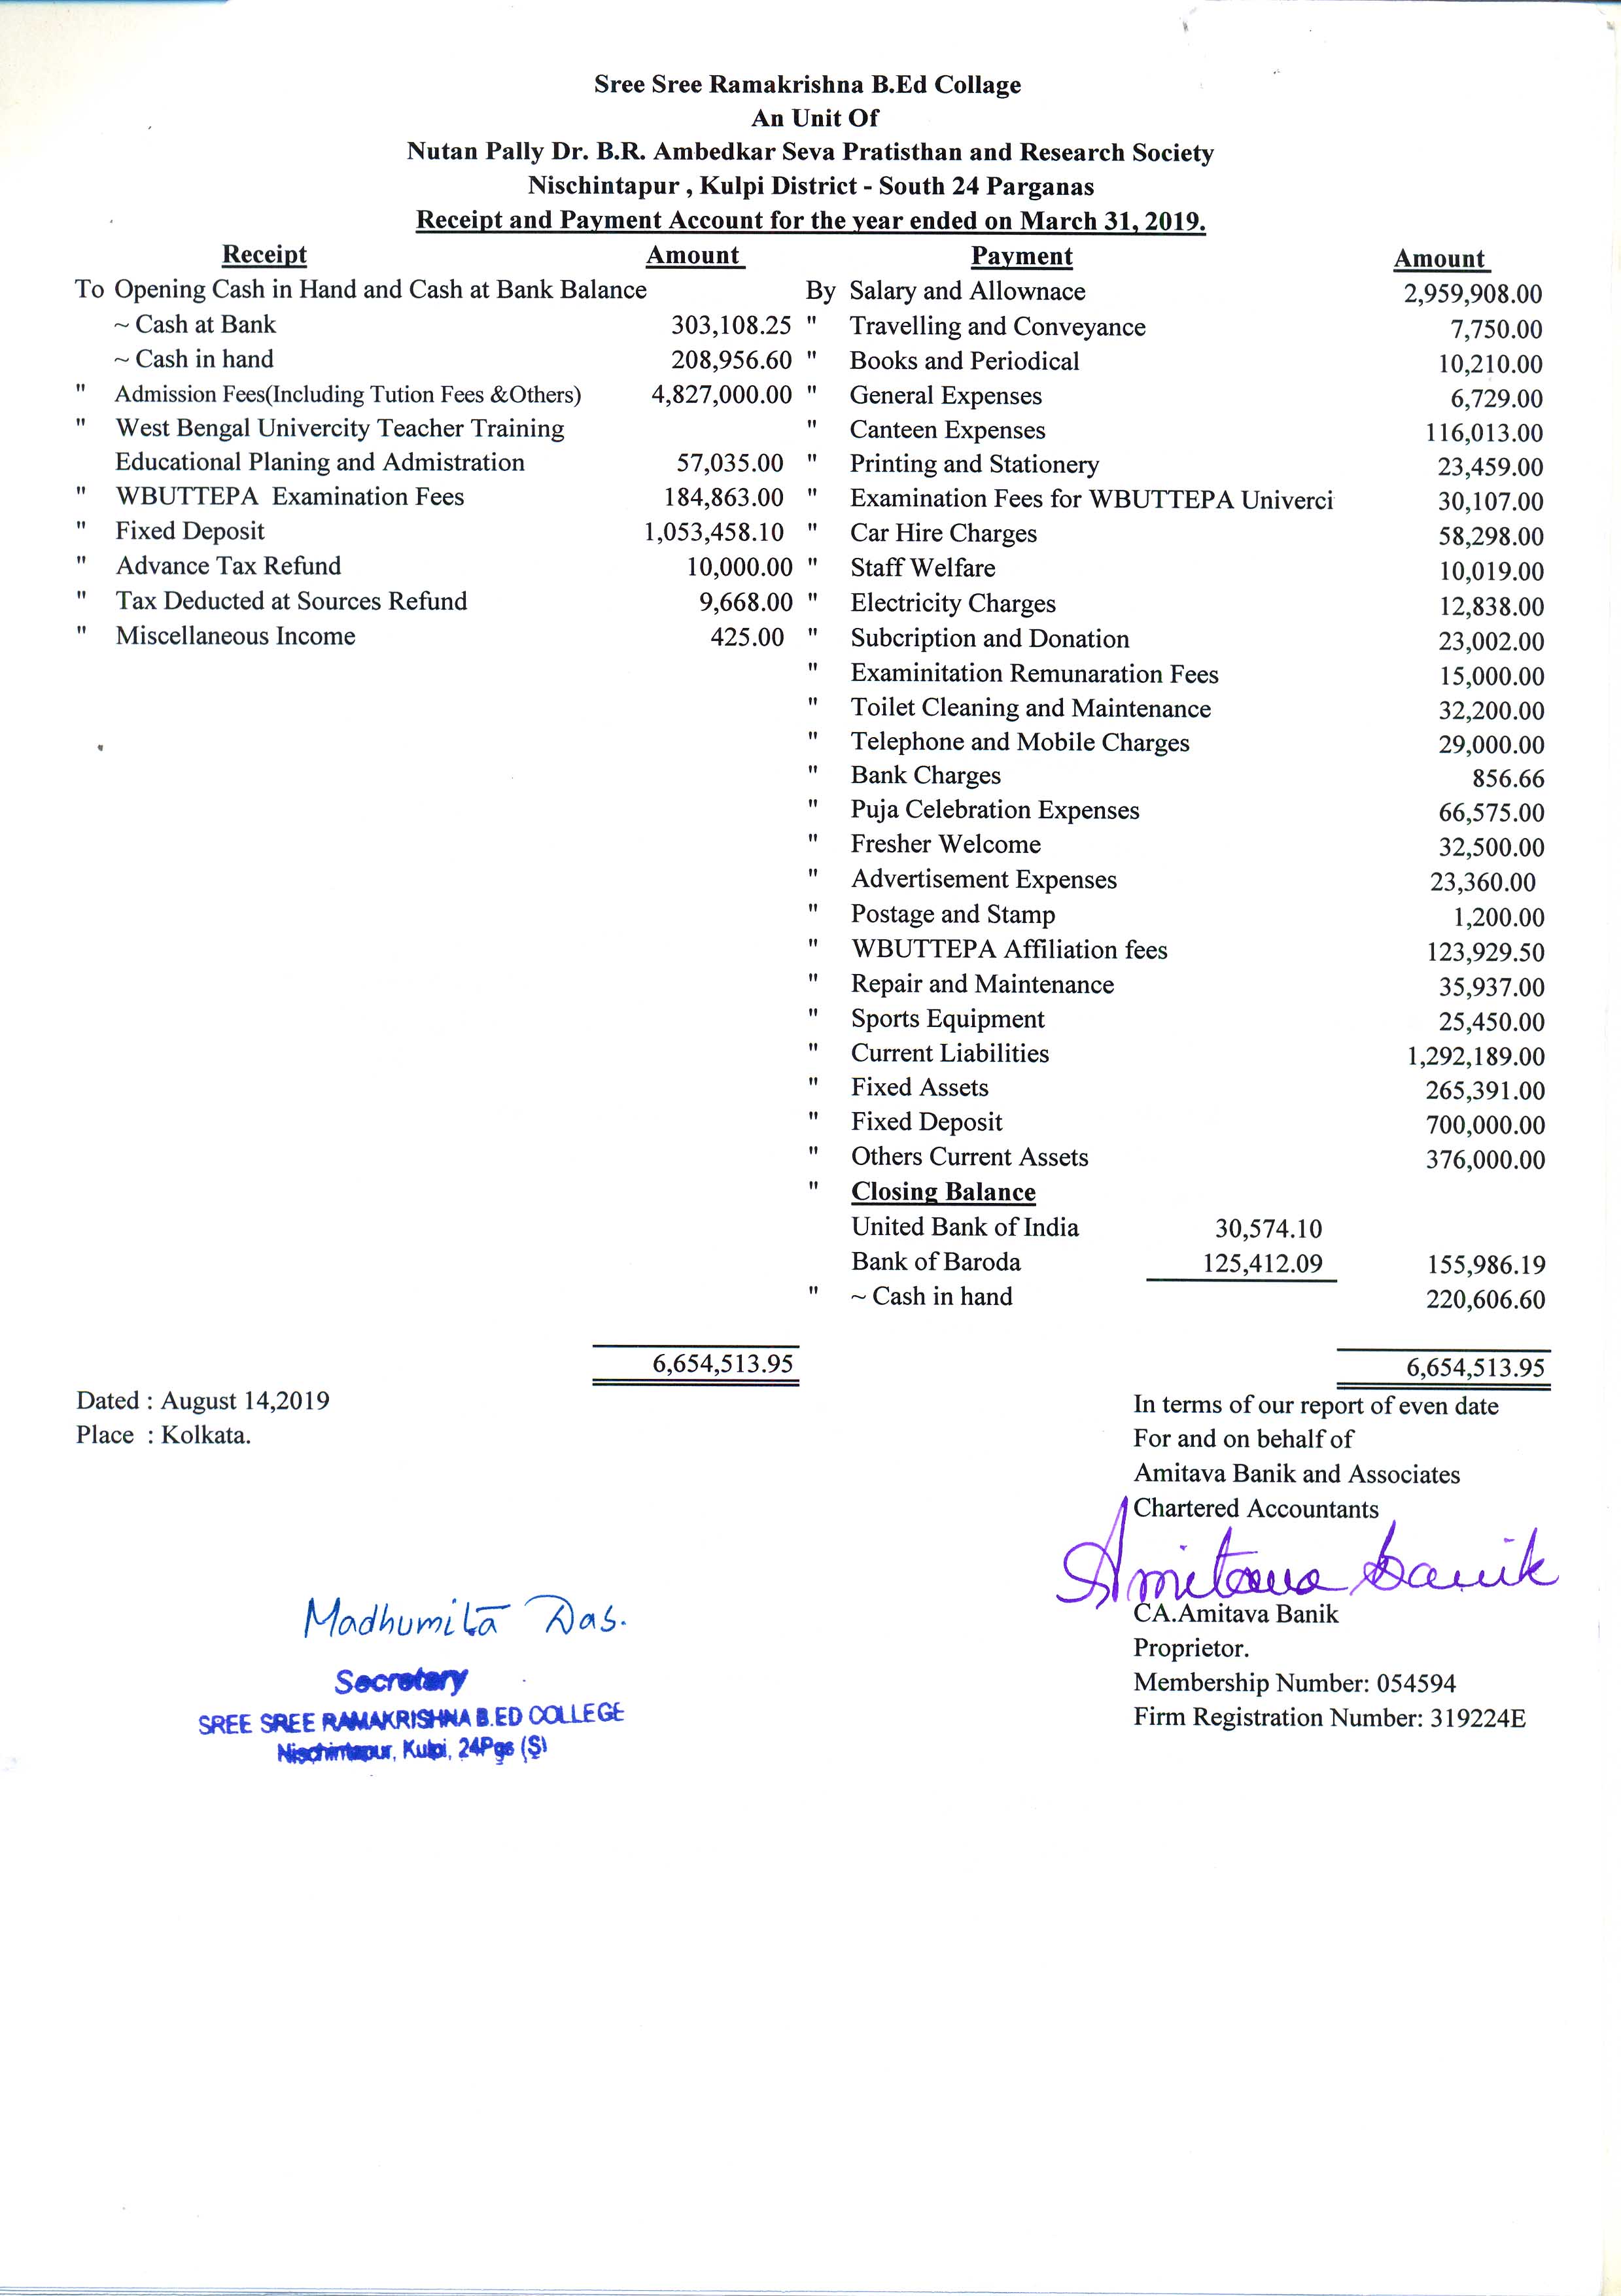 Sree Sree Ramakrishna B.Ed Collage
An Unit Of
Nutan Pally Dr. B.R. Ambedkar Seva Pratisthan and Research Society
Nischintapur , Kulpi District - South 24 Parganas
Receipt and Payment Account for the year ended on March 31, 2019.
Receipt Amount Payment Amount
To Opening Cash in Hand and Cash at Bank Balance By Salary and Allownace 2,959,908.00
~ Cash at Bank 303,108.25 " Travelling and Conveyance 7,750.00
~ Cash in hand 208,956.60 " Books and Periodical 10,210.00
" Admission Fees(Including Tution Fees &Others) 4,827,000.00 " General Expenses 6,729.00
" West Bengal Univercity Teacher Training " Canteen Expenses 116,013.00
Educational Planing and Admistration 57,035.00 " Printing and Stationery 23,459.00
" WBUTTEPA Examination Fees 184,863.00 " Examination Fees for WBUTTEPA Univerci 30,107.00
" Fixed Deposit 1,053,458.10 " Car Hire Charges 58,298.00
" Advance Tax Refund 10,000.00 " Staff Welfare 10,019.00
" Tax Deducted at Sources Refund 9,668.00 " Electricity Charges 12,838.00
" Miscellaneous Income 425.00 " Subcription and Donation 23,002.00
" Examinitation Remunaration Fees 15,000.00
" Toilet Cleaning and Maintenance 32,200.00
" Telephone and Mobile Charges 29,000.00
" Bank Charges 856.66
" Puja Celebration Expenses 66,575.00
" Fresher Welcome 32,500.00
" Advertisement Expenses 23,360.00
" Postage and Stamp 1,200.00
" WBUTTEPA Affiliation fees 123,929.50
" Repair and Maintenance 35,937.00
" Sports Equipment 25,450.00
" Current Liabilities 1,292,189.00
" Fixed Assets 265,391.00
" Fixed Deposit 700,000.00
" Others Current Assets 376,000.00
" Closing Balance
United Bank of India 30,574.10
Bank of Baroda 125,412.09 155,986.19
" ~ Cash in hand 220,606.60
6,654,513.95 6,654,513.95
Dated : August 14,2019
Place : Kolkata.
In terms of our report of even date
For and on behalf of
Amitava Banik and Associates
Chartered Accountants
Amitava Banik
CA.Amitava Banik
Proprietor.
Membership Number: 054594
Firm Registration Number: 319224E
Madhumita Das.
Secretary
SREE SREE RAMAKRISHNA B.ED COLLEGE
Nischintapur, Kulpi, 24Pgs (S)